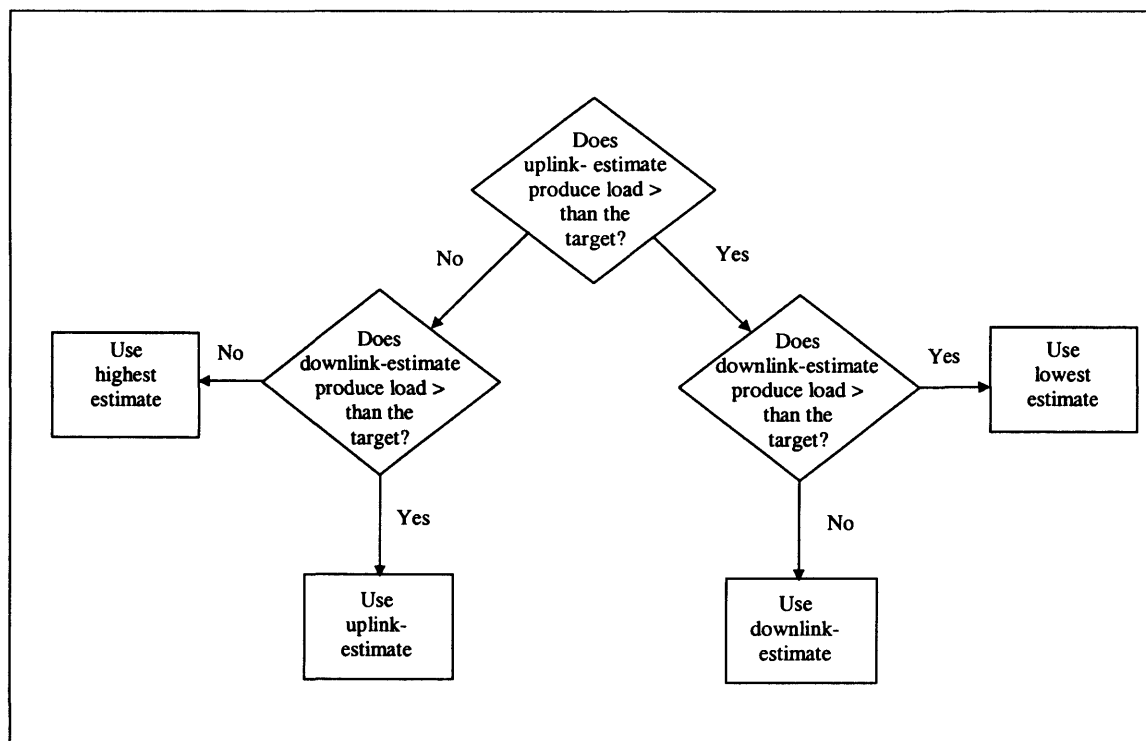 Does
uplink- estimate
produce load >
than the
target?
No
Yes
Does
downlink-estimate
produce load >
than the
target?
No
Use
highest
estimate
Yes
Use
uplink-
estimate
Does
downlink-estimate
produce load >
than the
target?
Yes
Use
lowest
estimate
No
Use
downlink-
estimate